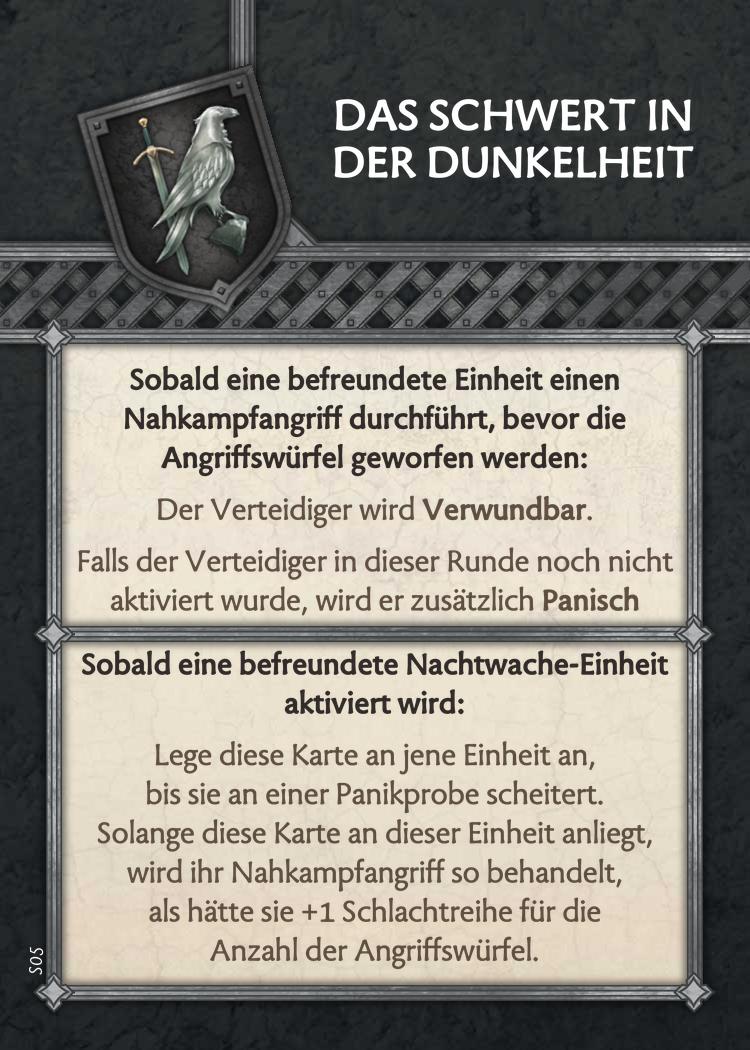 DAS SCHWERT IN
DER DUNKELHEIT
Sobald eine befreundete Einheit einen
Nahkampfangriff durchführt, bevor die
Angriffswürfel geworfen werden:
Der Verteidiger wird Verwundbar.
Falls der Verteidiger in dieser Runde noch nicht
aktiviert wurde, wird er zusätzlich Panisch
Sobald eine befreundete Nachtwache-Einheit
aktiviert wird:
Lege diese Karte an jene Einheit an,
bis sie an einer Panikprobe scheitert.
Solange diese Karte an dieser Einheit anliegt,
wird ihr Nahkampfangriff so behandelt,
als hätte sie +1 Schlachtreihe für die
Anzahl der Angriffswürfel.
S05